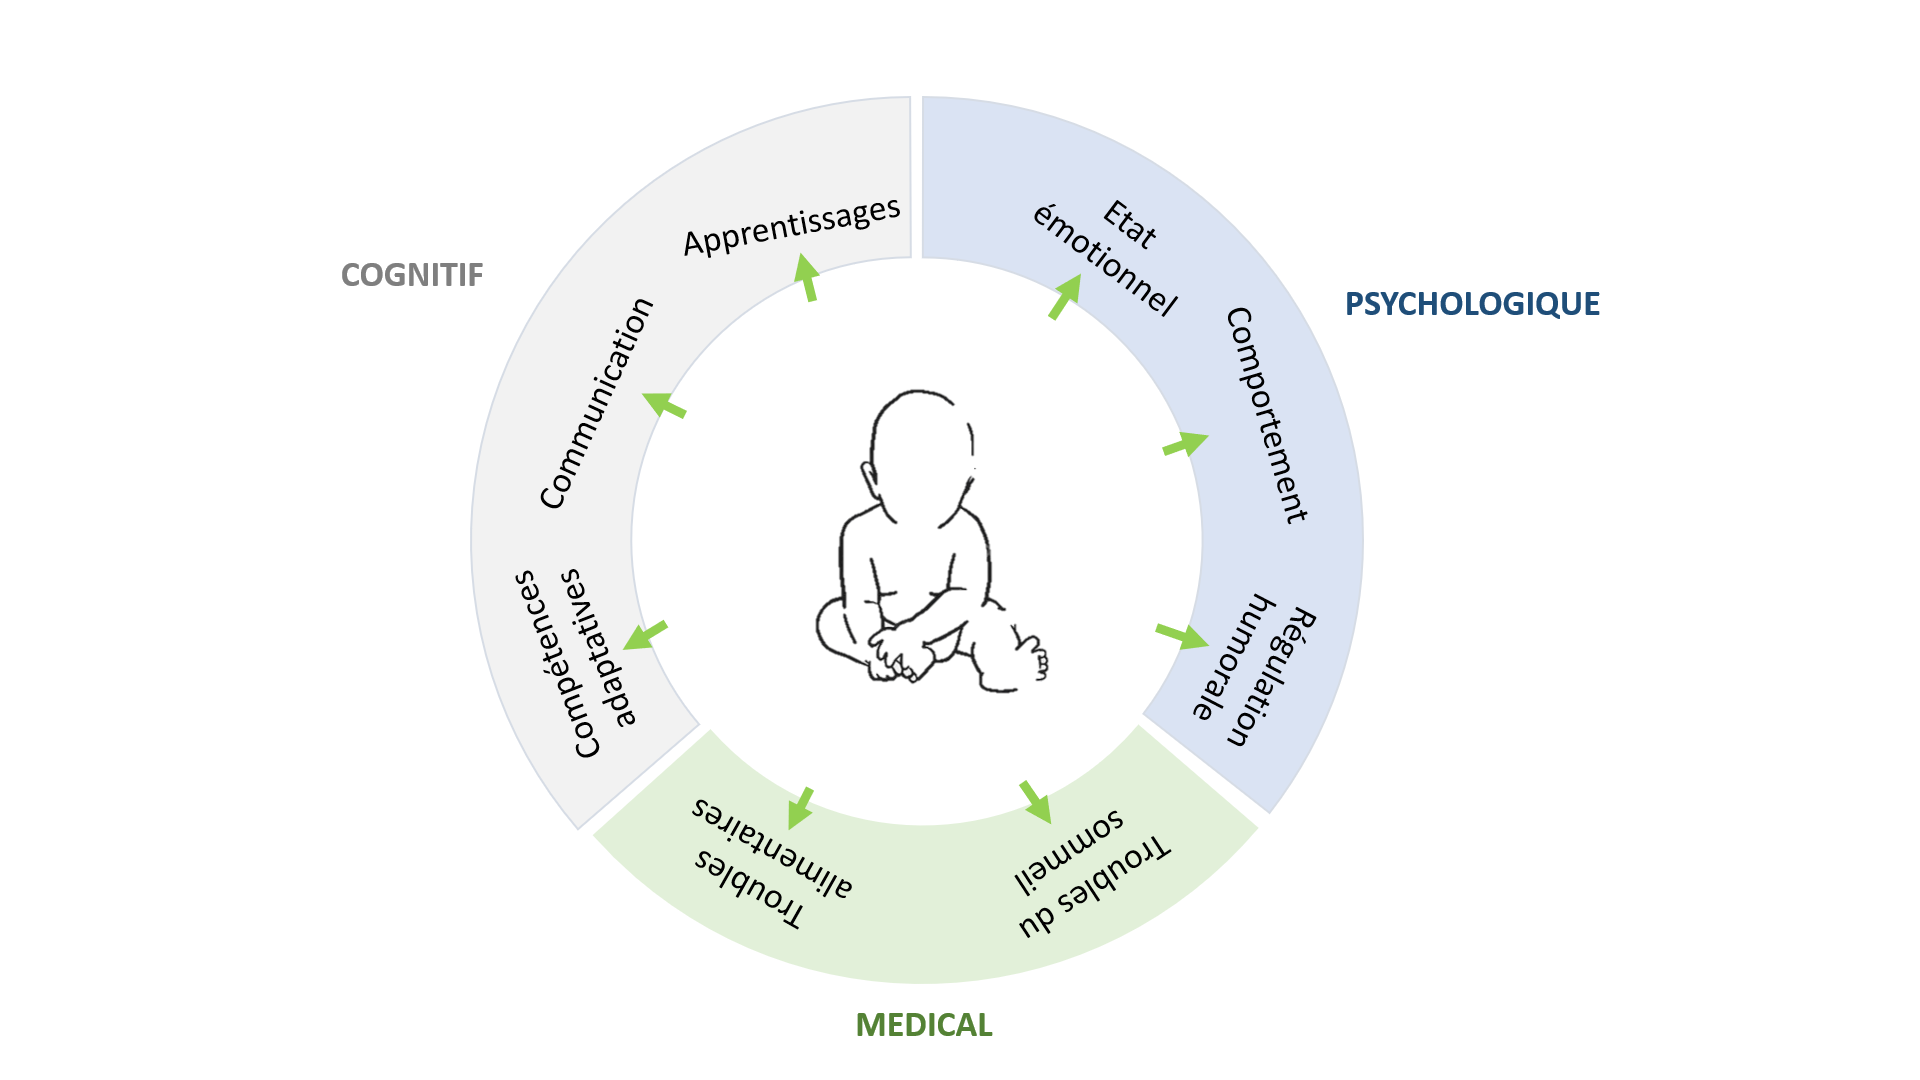 COGNITIF
Apprentissages
Communication
Compétences
adaptatives
PSYCHOLOGIQUE
Etat
émotionnel
Comportement
Régulation
humorale
MEDICAL
Troubles du
sommeil
Troubles
alimentaires